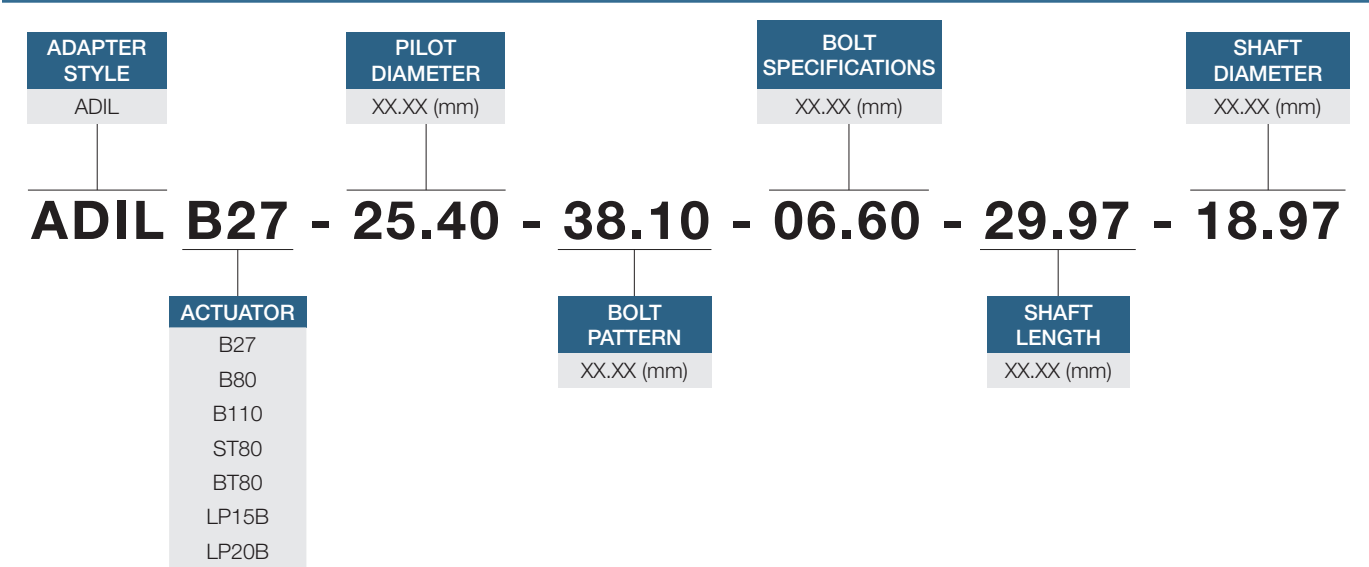 ADAPTER
STYLE
ADIL
PILOT
DIAMETER
XX.XX (mm)
BOLT
SPECIFICATIONS
XX.XX (mm)
SHAFT
DIAMETER
XX.XX (mm)
ADIL B27 - 25.40 - 38.10 - 06.60 - 29.97 - 18.97
ACTUATOR
B27
B80
B110
ST80
BT80
LP15B
LP20B
BOLT
PATTERN
XX.XX (mm)
SHAFT
LENGTH
XX.XX (mm)